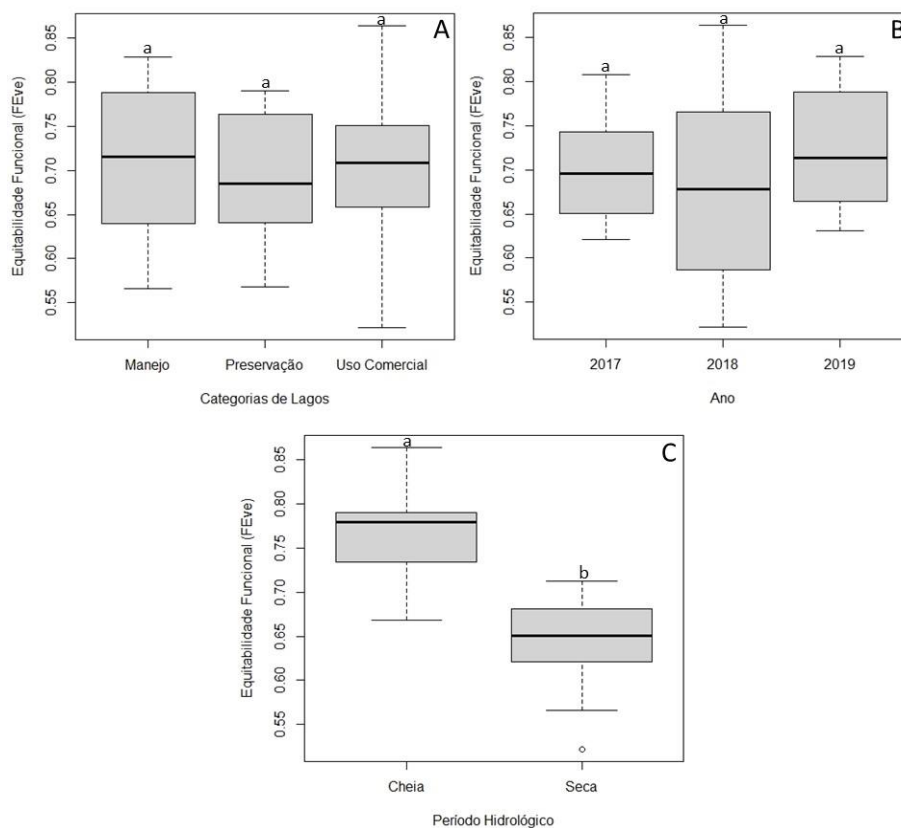 A
a
a
a
Equitabilidade Funcional (FEve)
0.85
0.80
0.75
0.70
0.65
0.60
0.55
Manejo
Preservação
Uso Comercial
Categorias de Lagos
B
a
a
a
Equitabilidade Funcional (FEve)
0.85
0.80
0.75
0.70
0.65
0.60
0.55
2017
2018
2019
Ano
C
a
b
Equitabilidade Funcional (FEve)
0.85
0.80
0.75
0.70
0.65
0.60
0.55
Cheia
Seca
Período Hidrológico